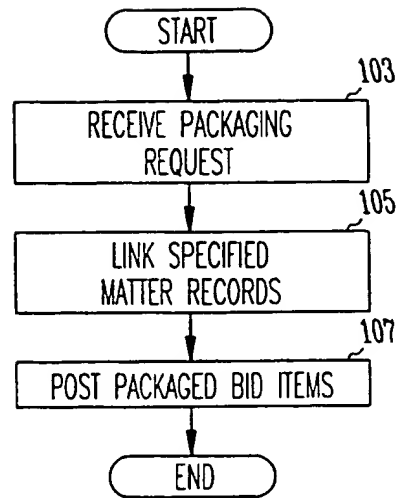 START
103
RECEIVE PACKAGING
REQUEST
105
LINK SPECIFIED
MATTER RECORDS
107
POST PACKAGED BID ITEMS
END